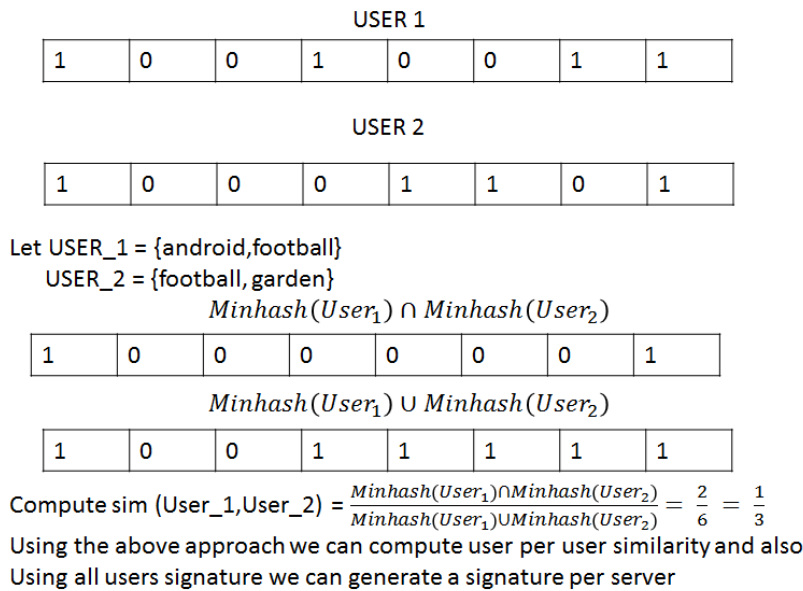 USER 1
1 0 0 1 0 0 1 1
USER 2
1 0 0 0 1 1 0 1
Let USER_1 = {android,football}
USER_2 = {football, garden}
Minhash(User₁) ∩ Minhash(User₂)
1 0 0 0 0 0 0 1
Minhash(User₁) ∪ Minhash(User₂)
1 0 0 1 1 1 1 1
Compute sim (User_1,User_2) = Minhash(User₁)∩Minhash(User₂) / Minhash(User₁)∪Minhash(User₂) = 2/6 = 1/3
Using the above approach we can compute user per user similarity and also
Using all users signature we can generate a signature per server